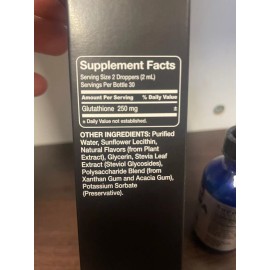 Supplement Facts
Serving Size 2 Droppers (2 mL)
Servings Per Bottle 30
Amount Per Serving % Daily Value
Glutathione 250 mg
Daily Value not established.
OTHER INGREDIENTS: Purified
Water, Sunflower Lecithin,
Natural Flavors (from Plant
Extract), Glycerin, Stevia Leaf
Extract (Steviol Glycosides),
Polysaccharide Blend (from
Xanthan Gum and Acacia Gum),
Potassium Sorbate
(Preservative).